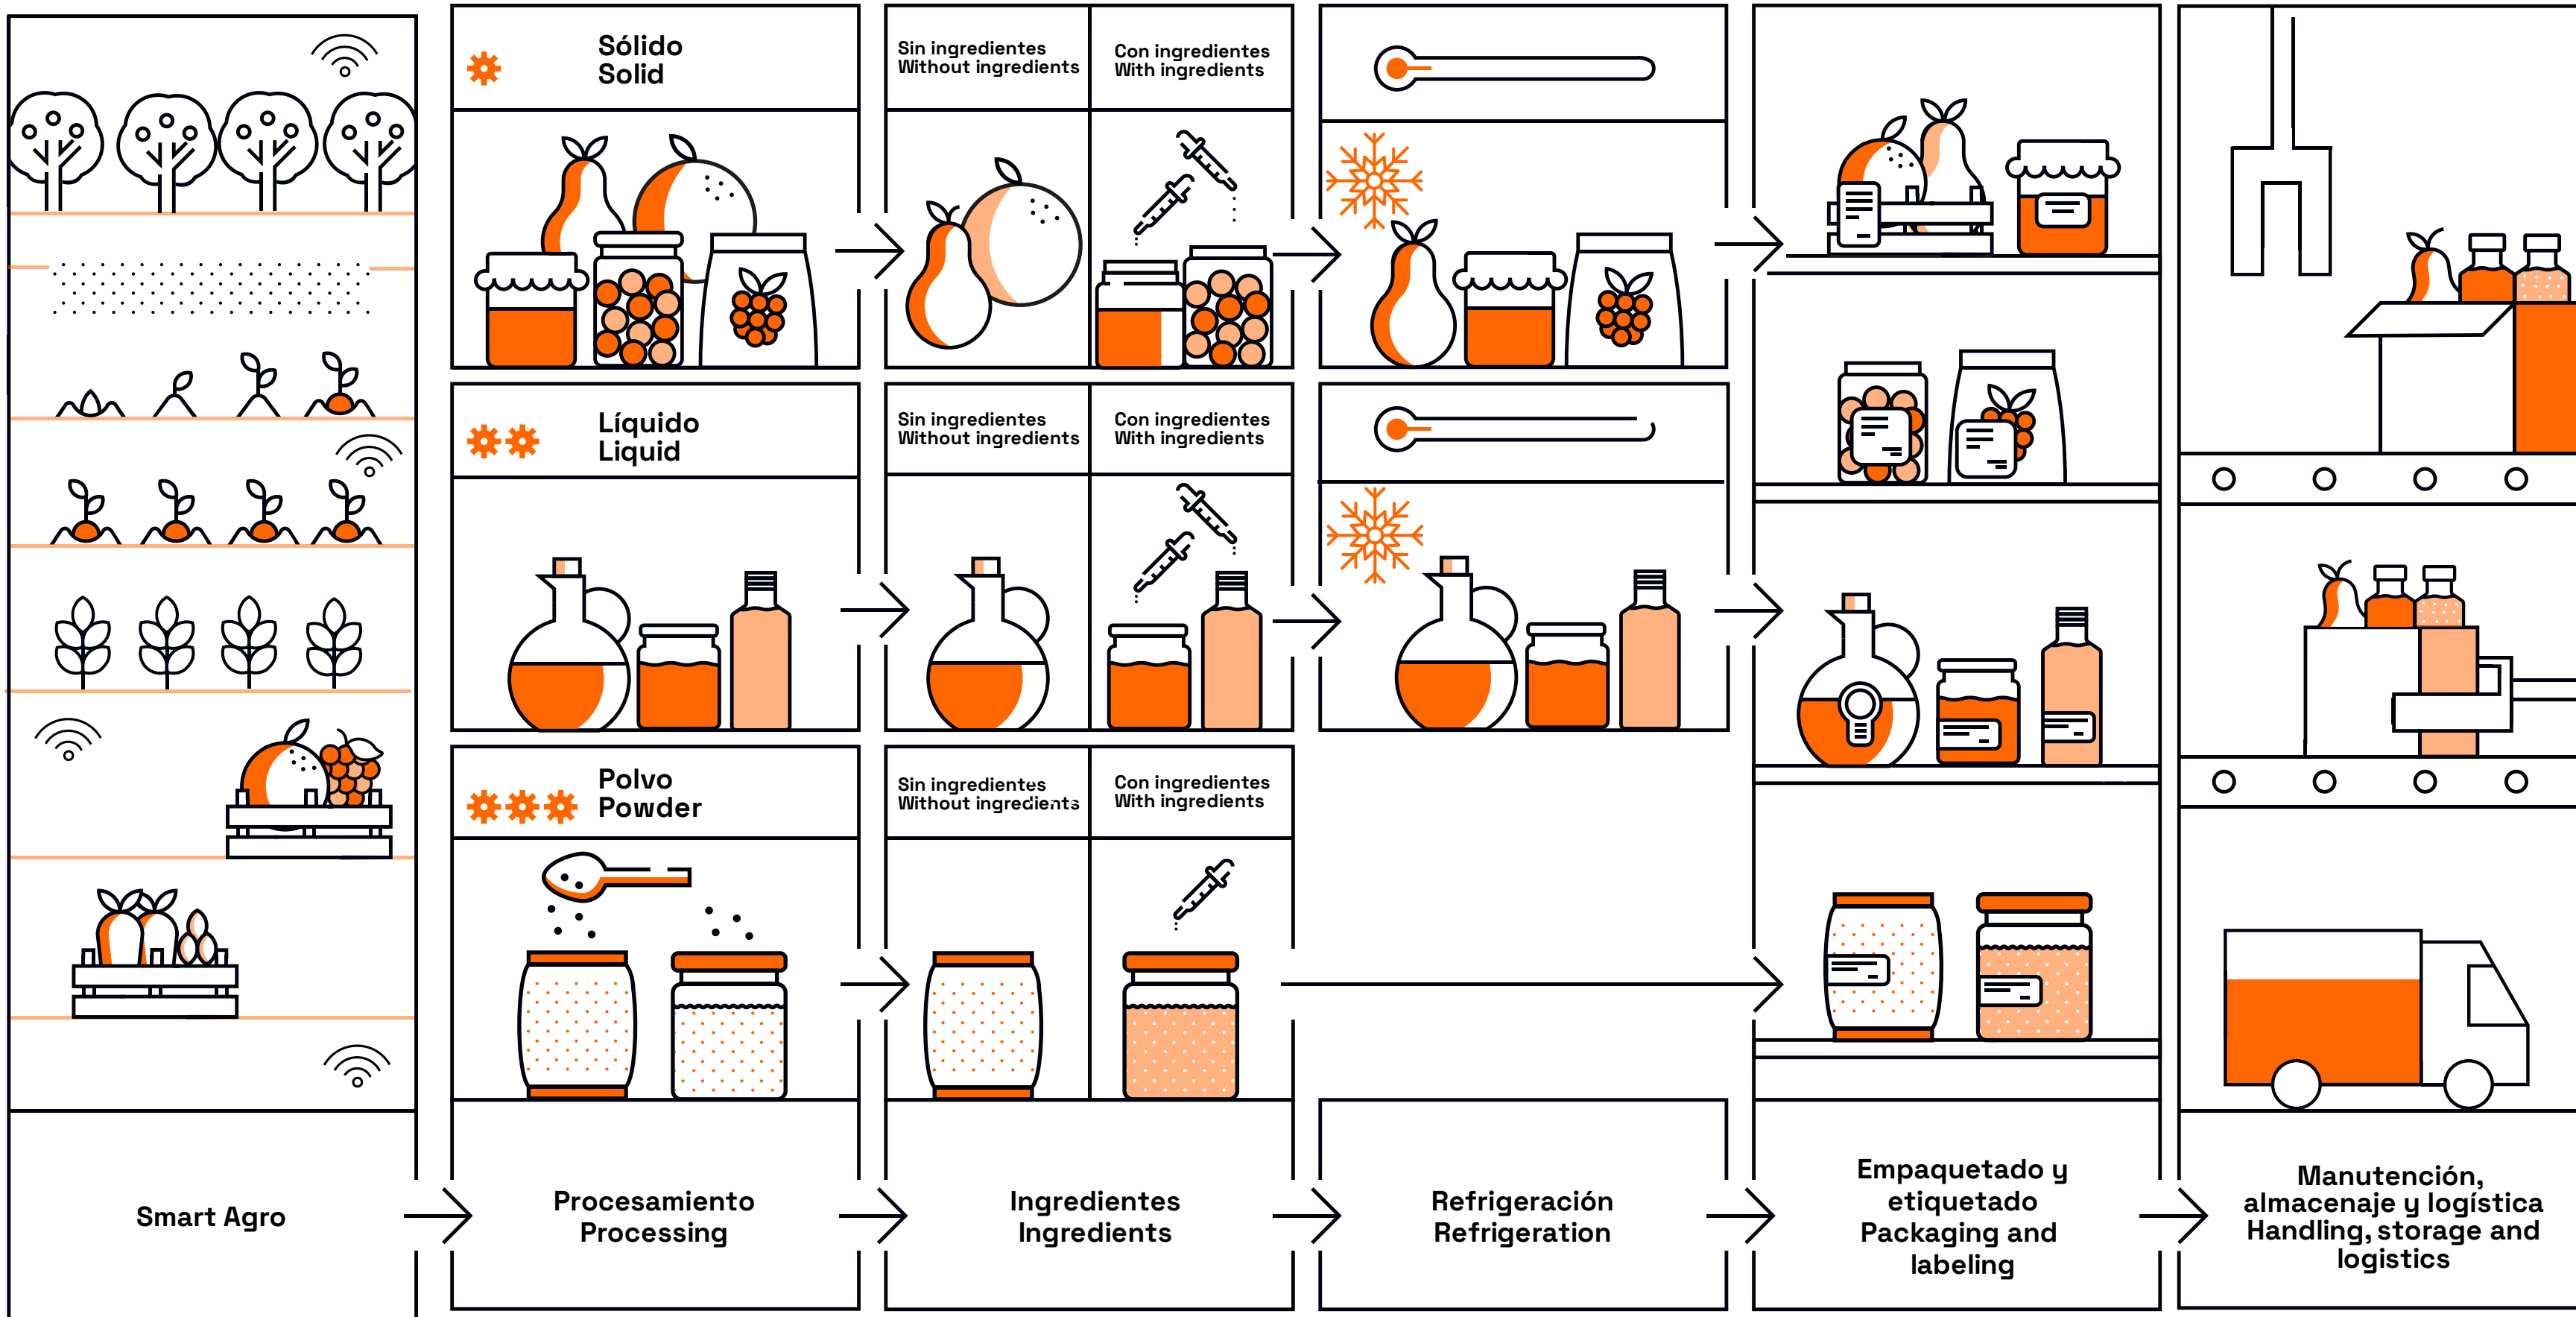 Sólido
Solid
Sin ingredientes
Without ingredients
Con ingredientes
With ingredients
Líquido
Liquid
Sin ingredientes
Without ingredients
Con ingredientes
With ingredients
Polvo
Powder
Sin ingredientes
Without ingredients
Con ingredientes
With ingredients
Smart Agro
Procesamiento
Processing
Ingredientes
Ingredients
Refrigeración
Refrigeration
Empaquetado y
etiquetado
Packaging and
labeling
Manutención,
almacenaje y logística
Handling, storage and
logistics